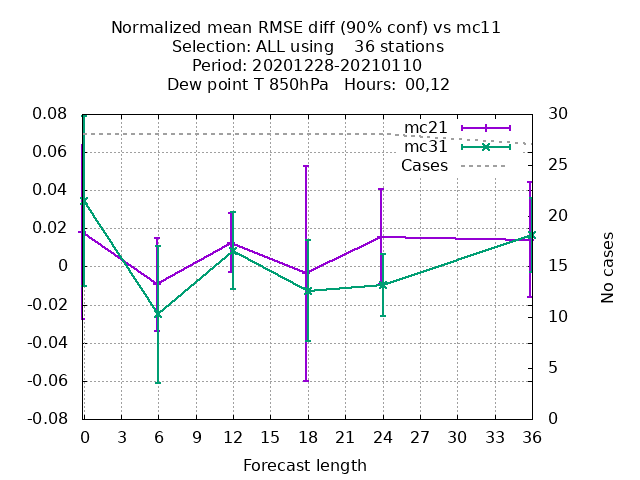 Normalized mean RMSE diff (90% conf) vs mc11
Selection: ALL using    36 stations
Period: 20201228-20210110
Dew point T 850hPa   Hours:  00,12
0.08
0.06
0.04
0.02
0
-0.02
-0.04
-0.06
-0.08
mc21
mc31
Cases
30
25
20
15
10
5
0
No cases
0 3 6 9 12 15 18 21 24 27 30 33 36
Forecast length